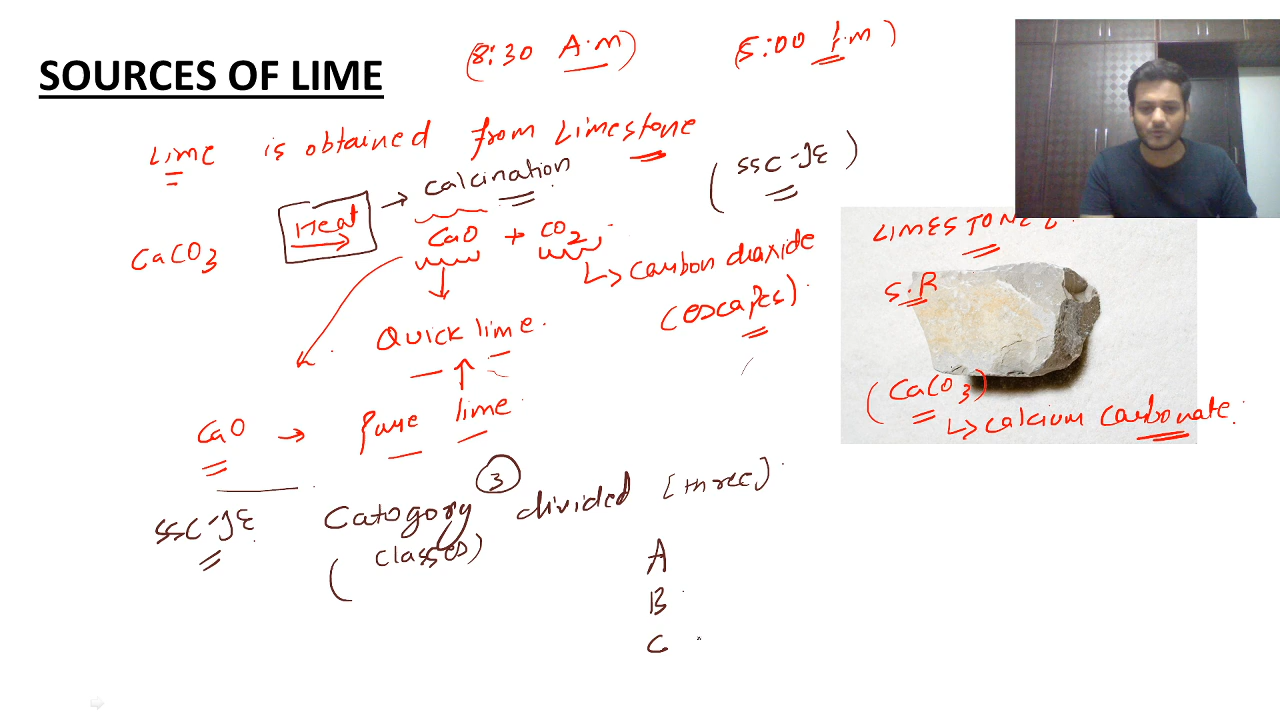 (8:30 A.m)
(5:00 P.m)
SOURCES OF LIME
Lime is obtained from Limestone
Heat → calcination
(SSC-JE)
CaCO3
CaO + CO2
↳ carbon dioxide
(escapes).
Quick lime.
CaO → Pure lime
SSC-JE
Catogory 3 divided [three]
(classes)
A
B
C
LIMESTONE
S.R
(CaCO3)
↳ calcium carbonate.